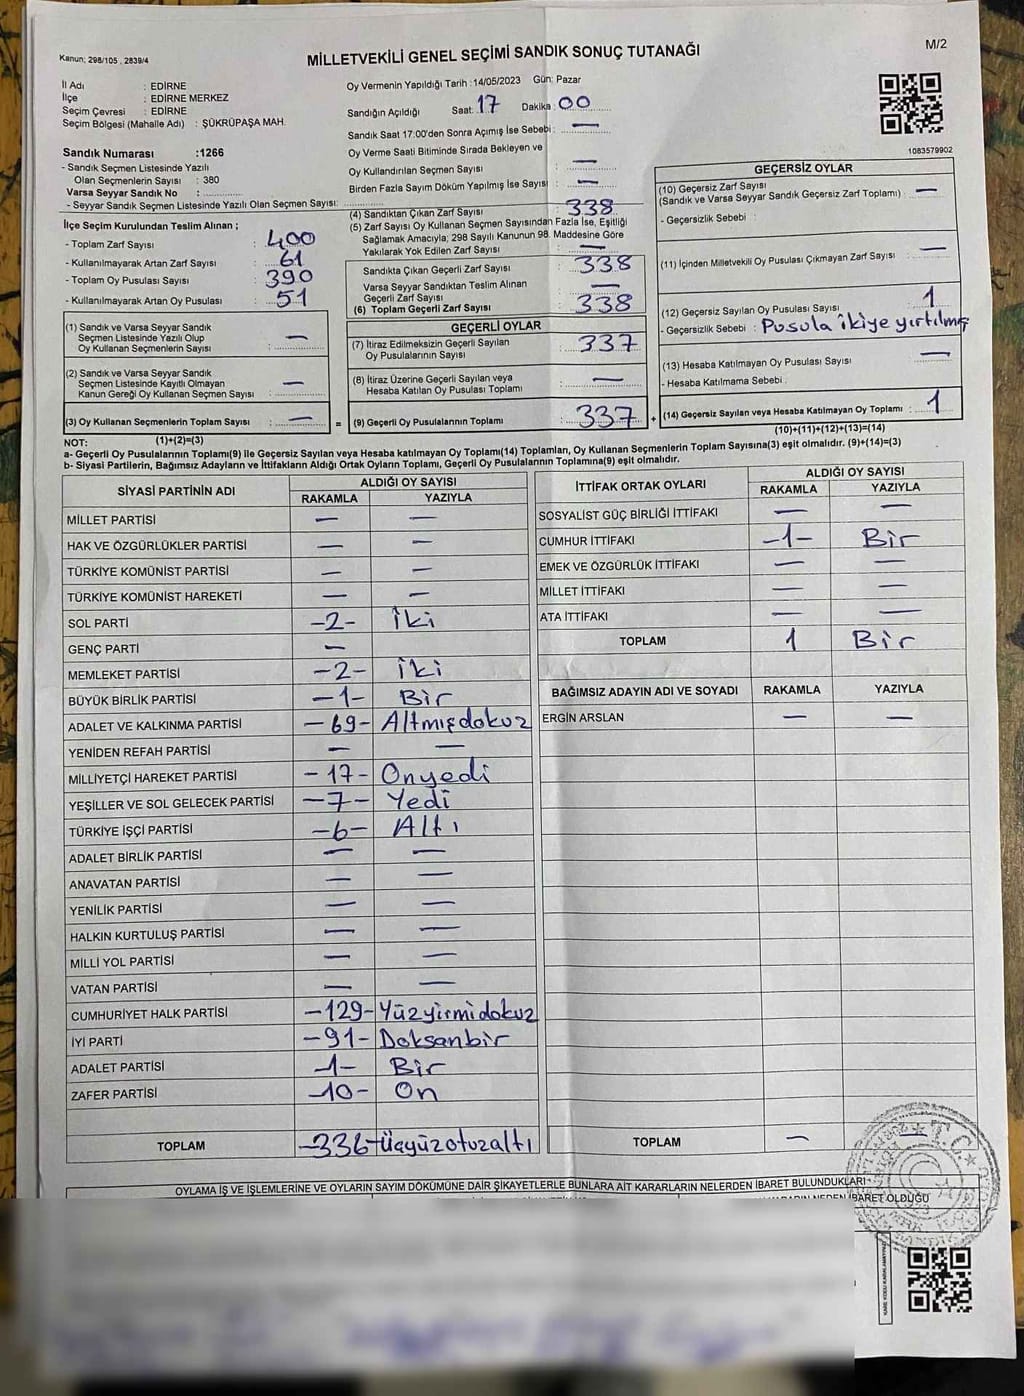 Kanun; 298/105 , 2839/4
MİLLETVEKİLİ GENEL SEÇİMİ SANDIK SONUÇ TUTANAĞI
M/2
İl Adı : EDİRNE
İlçe : EDİRNE MERKEZ
Seçim Çevresi : EDİRNE
Seçim Bölgesi (Mahalle Adı) : ŞÜKRÜPAŞA MAH.
Oy Vermenin Yapıldığı Tarih : 14/05/2023 Gün: Pazar
Sandığın Açıldığı Saat: 17 Dakika : 00
Sandık Saat 17:00'den Sonra Açımış İse Sebebi : —
Oy Verme Saati Bitiminde Sırada Bekleyen ve
Oy Kullandırılan Seçmen Sayısı : —
Birden Fazla Sayım Döküm Yapılmış İse Sayısı : —
1083579902
Sandık Numarası :1266
- Sandık Seçmen Listesinde Yazılı
Olan Seçmenlerin Sayısı : 380
Varsa Seyyar Sandık No :
- Seyyar Sandık Seçmen Listesinde Yazılı Olan Seçmen Sayısı:
İlçe Seçim Kurulundan Teslim Alınan ;
- Toplam Zarf Sayısı : 400
- Kullanılmayarak Artan Zarf Sayısı : 61
- Toplam Oy Pusulası Sayısı : 390
- Kullanılmayarak Artan Oy Pusulası : 51
(1) Sandık ve Varsa Seyyar Sandık
Seçmen Listesinde Yazılı Olup
Oy Kullanan Seçmenlerin Sayısı : —
(2) Sandık ve Varsa Seyyar Sandık
Seçmen Listesinde Kayıtlı Olmayan
Kanun Gereği Oy Kullanan Seçmen Sayısı : —
(3) Oy Kullanan Seçmenlerin Toplam Sayısı : —
(4) Sandıktan Çıkan Zarf Sayısı : 338
(5) Zarf Sayısı Oy Kullanan Seçmen Sayısından Fazla İse, Eşitliği
Sağlamak Amacıyla; 298 Sayılı Kanunun 98. Maddesine Göre
Yakılarak Yok Edilen Zarf Sayısı : —
Sandıkta Çıkan Geçerli Zarf Sayısı : 338
Varsa Seyyar Sandıktan Teslim Alınan
Geçerli Zarf Sayısı : —
(6) Toplam Geçerli Zarf Sayısı : 338
GEÇERLİ OYLAR
(7) İtiraz Edilmeksizin Geçerli Sayılan
Oy Pusulalarının Sayısı : 337
(8) İtiraz Üzerine Geçerli Sayılan veya
Hesaba Katılan Oy Pusulası Toplamı : —
= (9) Geçerli Oy Pusulalarının Toplamı : 337 +
GEÇERSİZ OYLAR
(10) Geçersiz Zarf Sayısı
(Sandık ve Varsa Seyyar Sandık Geçersiz Zarf Toplamı) : —
- Geçersizlik Sebebi :
(11) İçinden Milletvekili Oy Pusulası Çıkmayan Zarf Sayısı : —
(12) Geçersiz Sayılan Oy Pusulası Sayısı : 1
- Geçersizlik Sebebi : Pusula ikiye yırtılmış
(13) Hesaba Katılmayan Oy Pusulası Sayısı : —
- Hesaba Katılmama Sebebi :
(14) Geçersiz Sayılan veya Hesaba Katılmayan Oy Toplamı : 1
NOT: (1)+(2)=(3)
(10)+(11)+(12)+(13)=(14)
a- Geçerli Oy Pusulalarının Toplamı(9) ile Geçersiz Sayılan veya Hesaba katılmayan Oy Toplamı(14) Toplamları, Oy Kullanan Seçmenlerin Toplam Sayısına(3) eşit olmalıdır. (9)+(14)=(3)
b- Siyasi Partilerin, Bağımsız Adayların ve İttifakların Aldığı Ortak Oyların Toplamı, Geçerli Oy Pusulalarının Toplamına(9) eşit olmalıdır.
SİYASİ PARTİNİN ADI
ALDIĞI OY SAYISI
RAKAMLA YAZIYLA
MİLLET PARTİSİ — —
HAK VE ÖZGÜRLÜKLER PARTİSİ — —
TÜRKİYE KOMÜNİST PARTİSİ — —
TÜRKİYE KOMÜNİST HAREKETİ — —
SOL PARTİ -2- İki
GENÇ PARTİ —
MEMLEKET PARTİSİ -2- İki
BÜYÜK BİRLİK PARTİSİ -1- Bir
ADALET VE KALKINMA PARTİSİ -69- Altmışdokuz
YENİDEN REFAH PARTİSİ — —
MİLLİYETÇİ HAREKET PARTİSİ -17- Onyedi
YEŞİLLER VE SOL GELECEK PARTİSİ -7- Yedi
TÜRKİYE İŞÇİ PARTİSİ -6- Altı
ADALET BİRLİK PARTİSİ — —
ANAVATAN PARTİSİ — —
YENİLİK PARTİSİ — —
HALKIN KURTULUŞ PARTİSİ — —
MİLLİ YOL PARTİSİ — —
VATAN PARTİSİ — —
CUMHURİYET HALK PARTİSİ -129- Yüzyirmidokuz
İYİ PARTİ -91- Doksanbir
ADALET PARTİSİ -1- Bir
ZAFER PARTİSİ -10- On
TOPLAM -336- Üçyüzotuzaltı
İTTİFAK ORTAK OYLARI
ALDIĞI OY SAYISI
RAKAMLA YAZIYLA
SOSYALİST GÜÇ BİRLİĞİ İTTİFAKI — —
CUMHUR İTTİFAKI -1- Bir
EMEK VE ÖZGÜRLÜK İTTİFAKI — —
MİLLET İTTİFAKI — —
ATA İTTİFAKI — —
TOPLAM 1 Bir
BAĞIMSIZ ADAYIN ADI VE SOYADI RAKAMLA YAZIYLA
ERGİN ARSLAN — —
TOPLAM — —
OYLAMA İŞ VE İŞLEMLERİNE VE OYLARIN SAYIM DÖKÜMÜNE DAİR ŞİKAYETLERLE BUNLARA AİT KARARLARIN NELERDEN İBARET BULUNDUKLARI
NEDEN İBARET OLDUĞU
T.C.